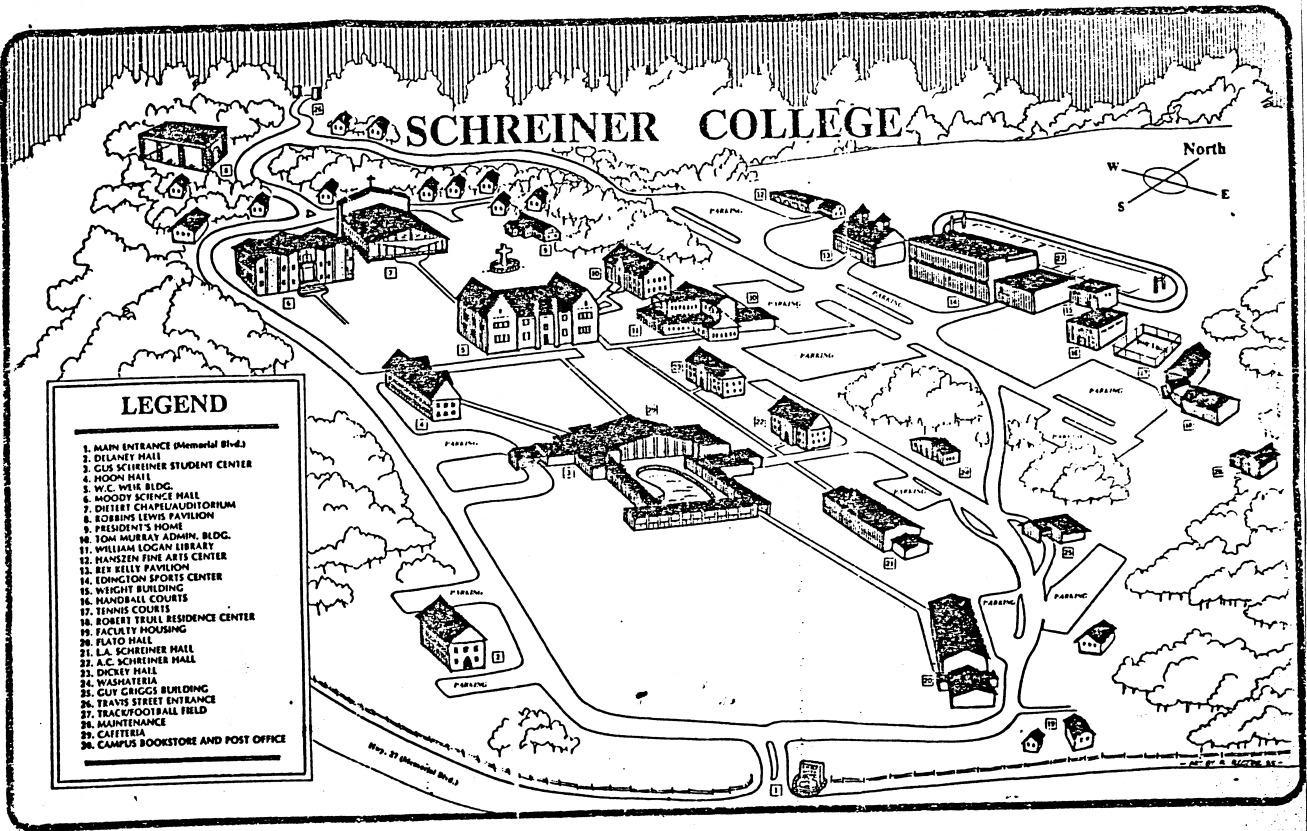 SCHREINER COLLEGE
North
W
E
S
26
8
12
PARKING
9
13
27
7
10
30
6
PARKING
PARKING
14
15
11
5
16
PARKING
17
23
PARKING
4
29
22
18
PARKING
3
24
28
PARKING
25
21
PARKING
PARKING
PARKING
2
20
PARKING
19
Hwy. 27 (Memorial Blvd.)
1
LEGEND
1. MAIN ENTRANCE (Memorial Blvd.)
2. DELANEY HALL
3. GUS SCHREINER STUDENT CENTER
4. HOON HALL
5. W.C. WEIR BLDG.
6. MOODY SCIENCE HALL
7. DIETERT CHAPEL/AUDITORIUM
8. ROBBINS LEWIS PAVILION
9. PRESIDENT'S HOME
10. TOM MURRAY ADMIN. BLDG.
11. WILLIAM LOGAN LIBRARY
12. HANSZEN FINE ARTS CENTER
13. REX KELLY PAVILION
14. EDINGTON SPORTS CENTER
15. WEIGHT BUILDING
16. HANDBALL COURTS
17. TENNIS COURTS
18. ROBERT TRULL RESIDENCE CENTER
19. FACULTY HOUSING
20. FLATO HALL
21. L.A. SCHREINER HALL
22. A.C. SCHREINER HALL
23. DICKEY HALL
24. WASHATERIA
25. GUY GRIGGS BUILDING
26. TRAVIS STREET ENTRANCE
27. TRACK/FOOTBALL FIELD
28. MAINTENANCE
29. CAFETERIA
30. CAMPUS BOOKSTORE AND POST OFFICE